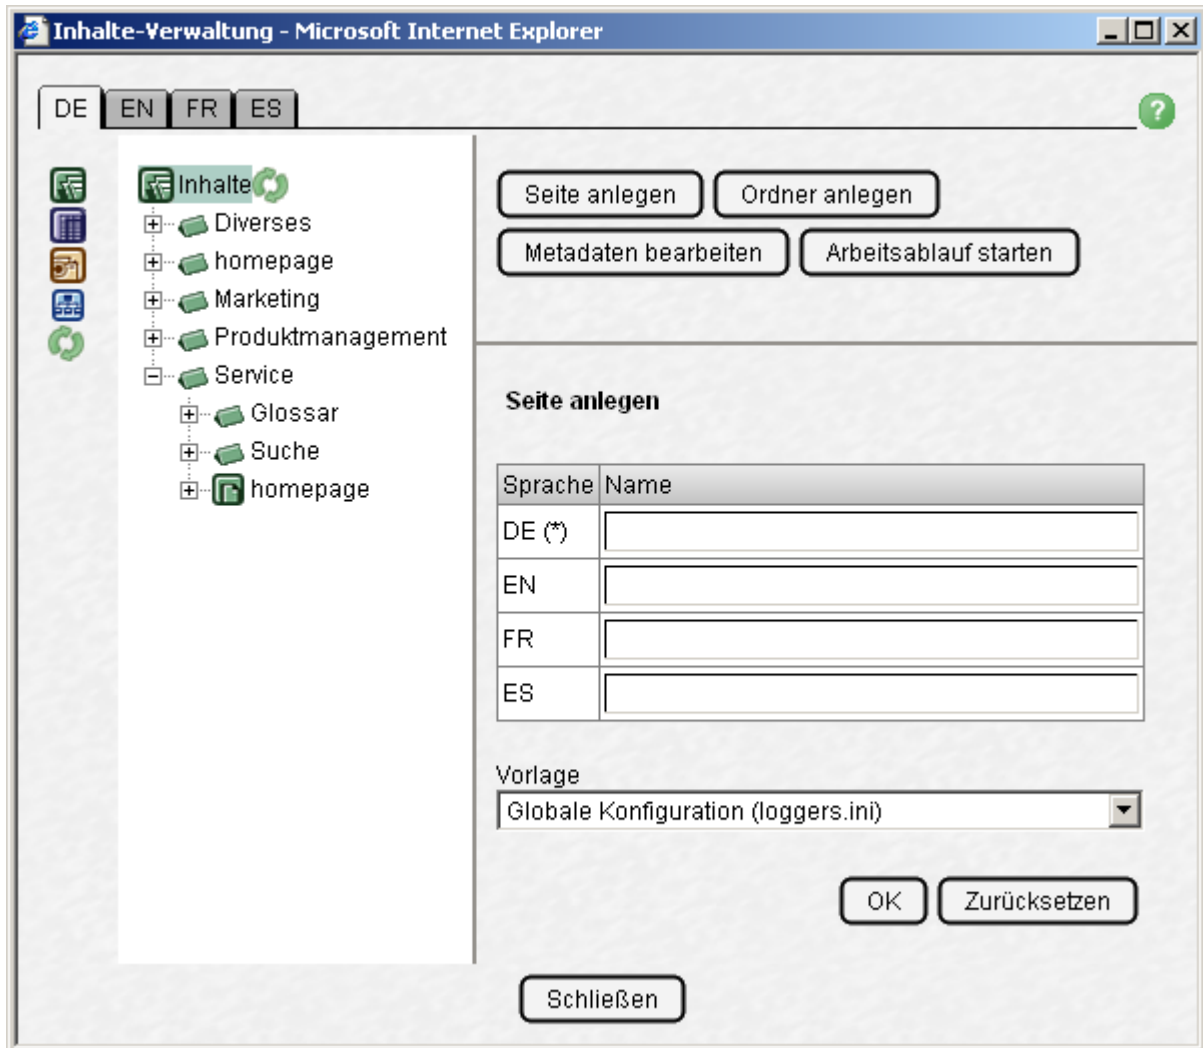 Inhalte-Verwaltung - Microsoft Internet Explorer
DE EN FR ES
?
Inhalte
Diverses
homepage
Marketing
Produktmanagement
Service
Glossar
Suche
homepage
Seite anlegen Ordner anlegen
Metadaten bearbeiten Arbeitsablauf starten
Seite anlegen
Sprache Name
DE (*)
EN
FR
ES
Vorlage
Globale Konfiguration (loggers.ini)
OK Zurücksetzen
Schließen